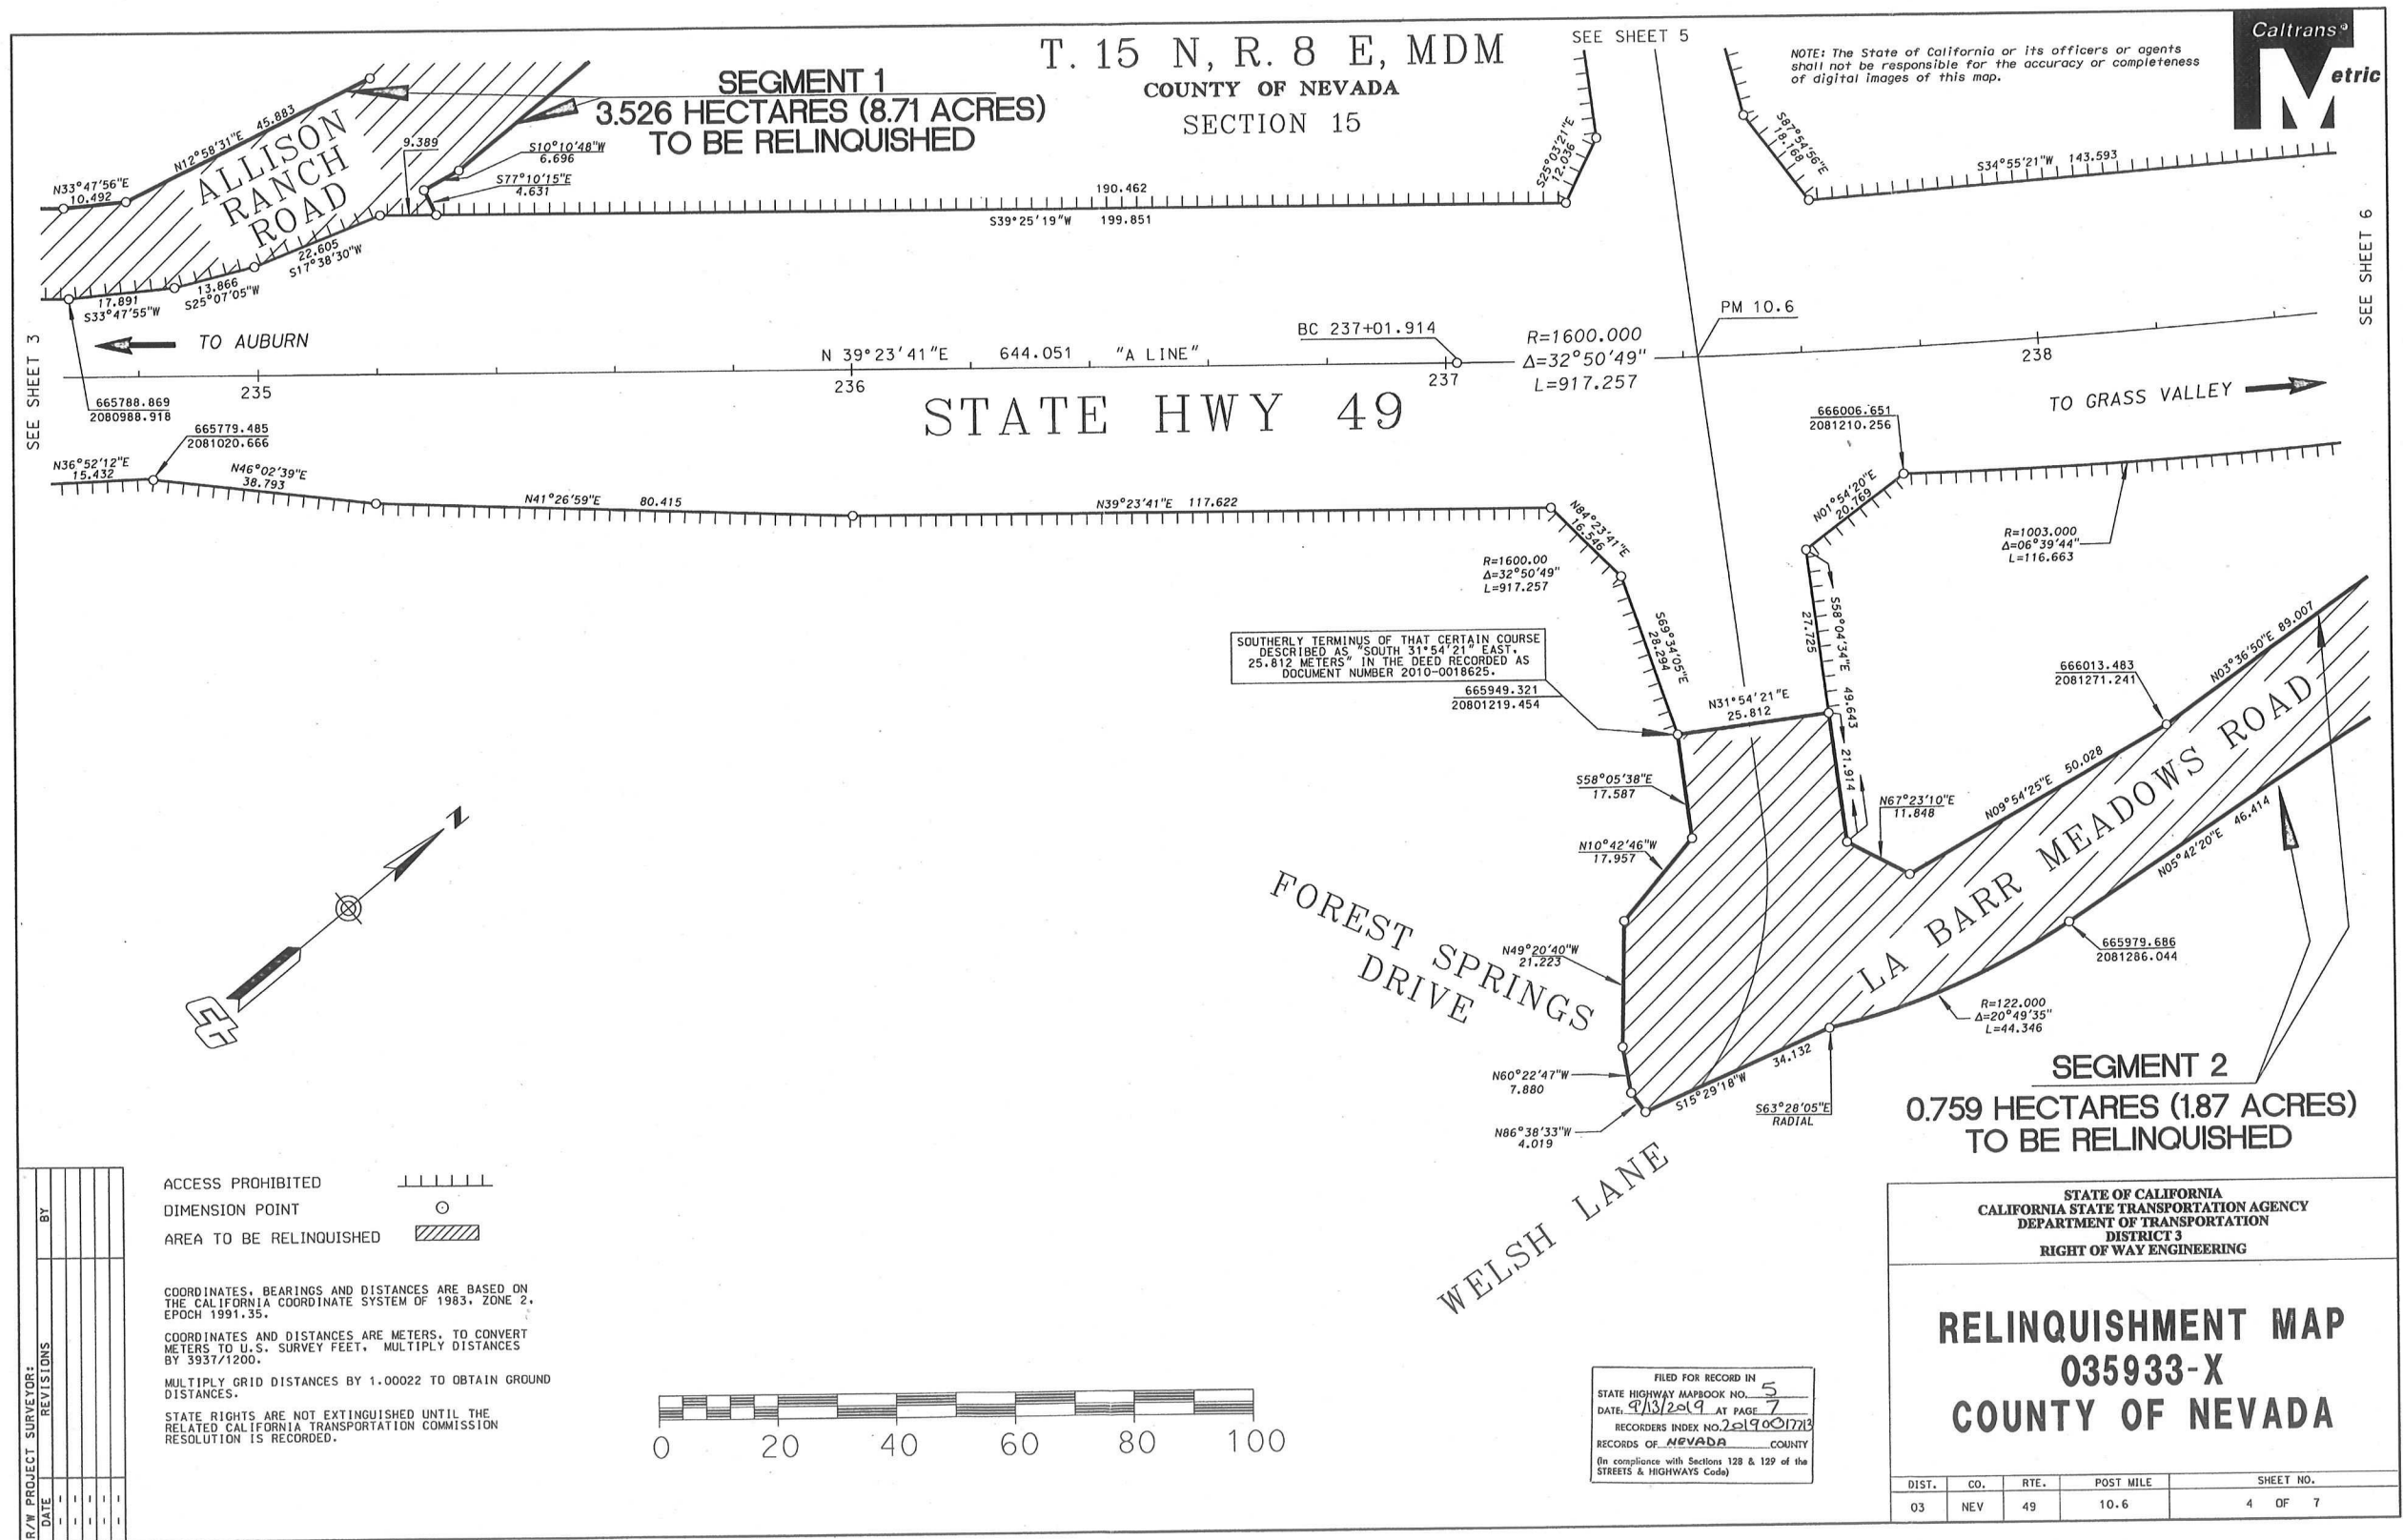 T. 15 N, R. 8 E, MDM
COUNTY OF NEVADA
SECTION 15
SEE SHEET 5
NOTE: The State of California or its officers or agents
shall not be responsible for the accuracy or completeness
of digital images of this map.
Caltrans®
Metric
SEGMENT 1
3.526 HECTARES (8.71 ACRES)
TO BE RELINQUISHED
N33°47'56"E
10.492
N12°58'31"E 45.883
ALLISON
RANCH
ROAD
9.389
S10°10'48"W
6.696
S77°10'15"E
4.631
190.462
S39°25'19"W 199.851
S25°03'21"E
12.036
S87°54'56"E
18.168
S34°55'21"W 143.593
22.605
S17°38'30"W
13.866
S25°07'05"W
17.891
S33°47'55"W
SEE SHEET 3
SEE SHEET 6
TO AUBURN
N 39°23'41"E 644.051 "A LINE"
BC 237+01.914
R=1600.000
Δ=32°50'49"
L=917.257
PM 10.6
235
236
237
238
665788.869
2080988.918
STATE HWY 49
TO GRASS VALLEY
665779.485
2081020.666
666006.651
2081210.256
N36°52'12"E
15.432
N46°02'39"E
38.793
N41°26'59"E 80.415
N39°23'41"E 117.622
N84°23'41"E
16.546
N01°54'20"E
20.769
R=1600.00
Δ=32°50'49"
L=917.257
R=1003.000
Δ=06°39'44"
L=116.663
SOUTHERLY TERMINUS OF THAT CERTAIN COURSE
DESCRIBED AS "SOUTH 31°54'21" EAST,
25.812 METERS" IN THE DEED RECORDED AS
DOCUMENT NUMBER 2010-0018625.
665949.321
20801219.454
S69°34'05"E
28.294
27.725
S58°04'34"E 49.643
21.914
N31°54'21"E
25.812
666013.483
2081271.241
N03°36'50"E 89.007
S58°05'38"E
17.587
N67°23'10"E
11.848
N09°54'25"E 50.028
LA BARR MEADOWS ROAD
N05°42'20"E 46.414
N10°42'46"W
17.957
FOREST SPRINGS
DRIVE
N49°20'40"W
21.223
665979.686
2081286.044
R=122.000
Δ=20°49'35"
L=44.346
N60°22'47"W
7.880
S15°29'18"W 34.132
S63°28'05"E
RADIAL
N86°38'33"W
4.019
SEGMENT 2
0.759 HECTARES (1.87 ACRES)
TO BE RELINQUISHED
WELSH LANE
N
ACCESS PROHIBITED
DIMENSION POINT
AREA TO BE RELINQUISHED
COORDINATES, BEARINGS AND DISTANCES ARE BASED ON
THE CALIFORNIA COORDINATE SYSTEM OF 1983, ZONE 2,
EPOCH 1991.35.
COORDINATES AND DISTANCES ARE METERS. TO CONVERT
METERS TO U.S. SURVEY FEET, MULTIPLY DISTANCES
BY 3937/1200.
MULTIPLY GRID DISTANCES BY 1.00022 TO OBTAIN GROUND
DISTANCES.
STATE RIGHTS ARE NOT EXTINGUISHED UNTIL THE
RELATED CALIFORNIA TRANSPORTATION COMMISSION
RESOLUTION IS RECORDED.
R/W PROJECT SURVEYOR:
DATE REVISIONS BY
0 20 40 60 80 100
FILED FOR RECORD IN
STATE HIGHWAY MAPBOOK NO. 5
DATE: 9/13/2019 AT PAGE 7
RECORDERS INDEX NO. 20190017713
RECORDS OF NEVADA COUNTY
(In compliance with Sections 128 & 129 of the
STREETS & HIGHWAYS Code)
STATE OF CALIFORNIA
CALIFORNIA STATE TRANSPORTATION AGENCY
DEPARTMENT OF TRANSPORTATION
DISTRICT 3
RIGHT OF WAY ENGINEERING
RELINQUISHMENT MAP
035933-X
COUNTY OF NEVADA
DIST. CO. RTE. POST MILE SHEET NO.
03 NEV 49 10.6 4 OF 7